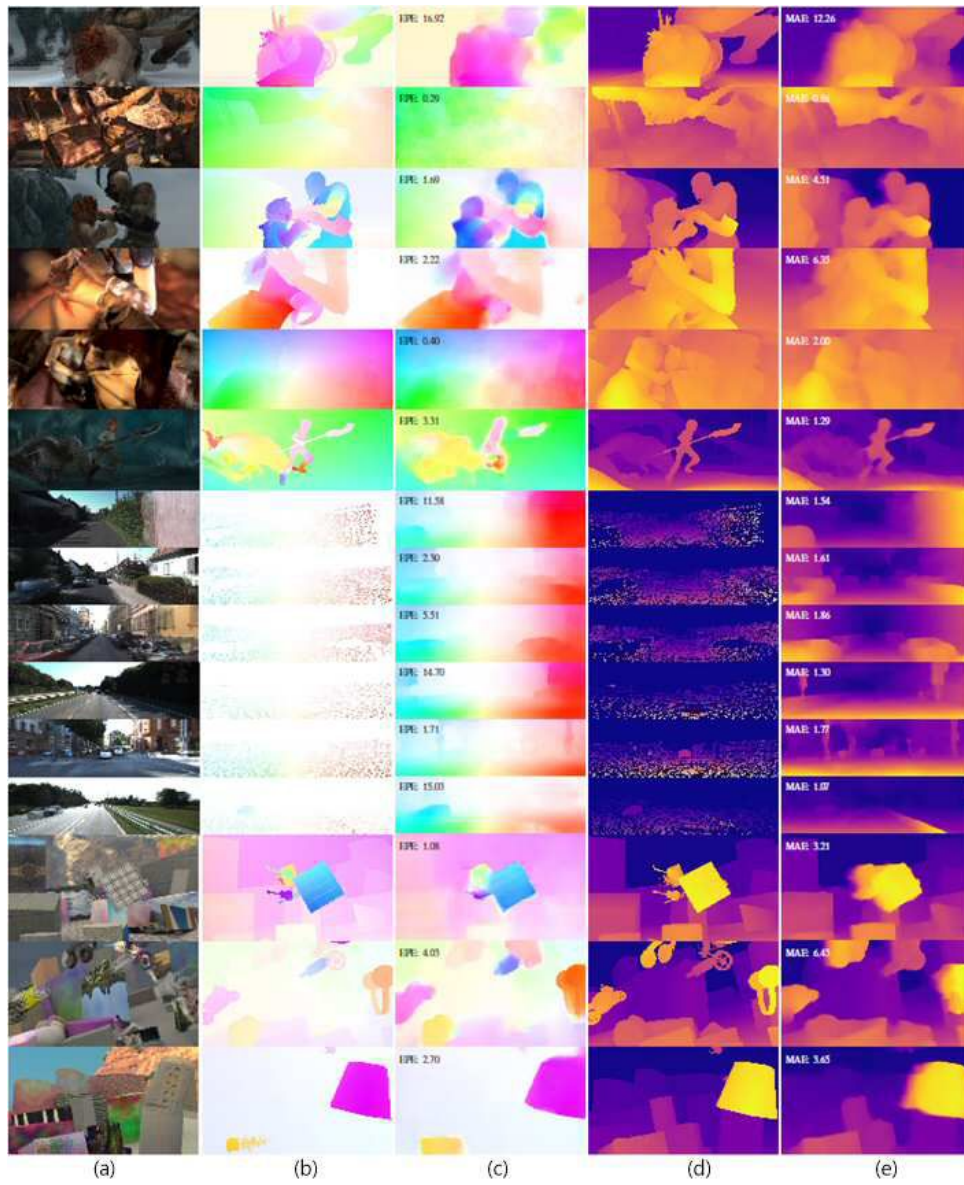 EPE: 16.92 MAE: 12.26
EPE: 0.29 MAE: 0.86
EPE: 1.69 MAE: 4.51
EPE: 2.22 MAE: 6.35
EPE: 0.40 MAE: 2.00
EPE: 3.31 MAE: 1.29
EPE: 11.58 MAE: 1.54
EPE: 2.30 MAE: 1.61
EPE: 5.51 MAE: 1.86
EPE: 14.70 MAE: 1.30
EPE: 1.71 MAE: 1.77
EPE: 15.03 MAE: 1.07
EPE: 1.08 MAE: 3.21
EPE: 4.03 MAE: 6.43
EPE: 2.70 MAE: 3.65
(a) (b) (c) (d) (e)